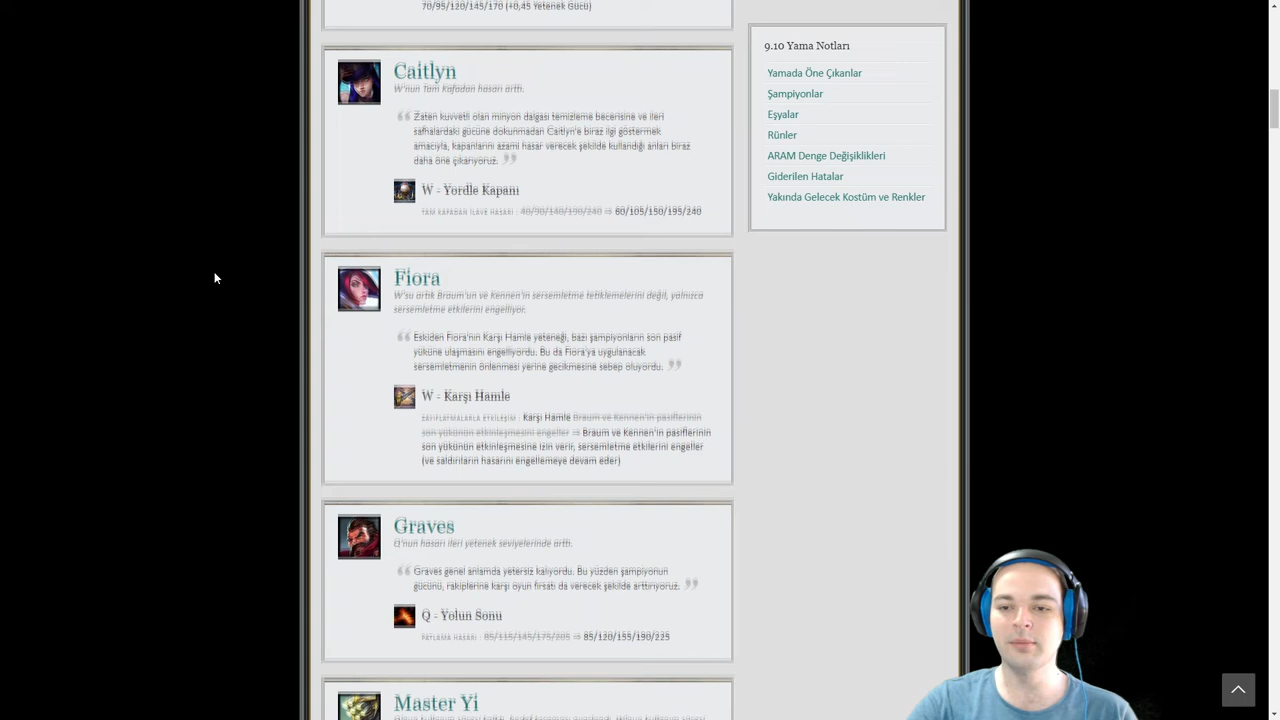 70/95/120/145/170 (+0,45 Yetenek Gücü)
Caitlyn
W'nun Tam Kafadan hasarı arttı.
Zaten kuvvetli olan minyon dalgası temizleme becerisine ve ileri
safhalardaki gücüne dokunmadan Caitlyn'e biraz ilgi göstermek
amacıyla, kapanlarını azami hasar verecek şekilde kullandığı anları biraz
daha öne çıkarıyoruz.
W - Yordle Kapanı
TAM KAFADAN İLAVE HASARI : 40/90/140/190/240 ⇒ 60/105/150/195/240
Fiora
W'su artık Braum'un ve Kennen'in sersemletme tetiklemelerini değil, yalnızca
sersemletme etkilerini engelliyor.
Eskiden Fiora'nın Karşı Hamle yeteneği, bazı şampiyonların son pasif
yüküne ulaşmasını engelliyordu. Bu da Fiora'ya uygulanacak
sersemletmenin önlenmesi yerine gecikmesine sebep oluyordu.
W - Karşı Hamle
ZAYIFLATMALARLA ETKİLEŞİM : Karşı Hamle Braum ve Kennen'in pasiflerinin
son yükünün etkinleşmesini engeller ⇒ Braum ve Kennen'in pasiflerinin
son yükünün etkinleşmesine izin verir, sersemletme etkilerini engeller
(ve saldırıların hasarını engellemeye devam eder)
Graves
Q'nun hasarı ileri yetenek seviyelerinde arttı.
Graves genel anlamda yetersiz kalıyordu. Bu yüzden şampiyonun
gücünü, rakiplerine karşı oyun fırsatı da verecek şekilde arttırıyoruz.
Q - Yolun Sonu
PATLAMA HASARI : 85/115/145/175/205 ⇒ 85/120/155/190/225
Master Yi
9.10 Yama Notları
Yamada Öne Çıkanlar
Şampiyonlar
Eşyalar
Rünler
ARAM Denge Değişiklikleri
Giderilen Hatalar
Yakında Gelecek Kostüm ve Renkler